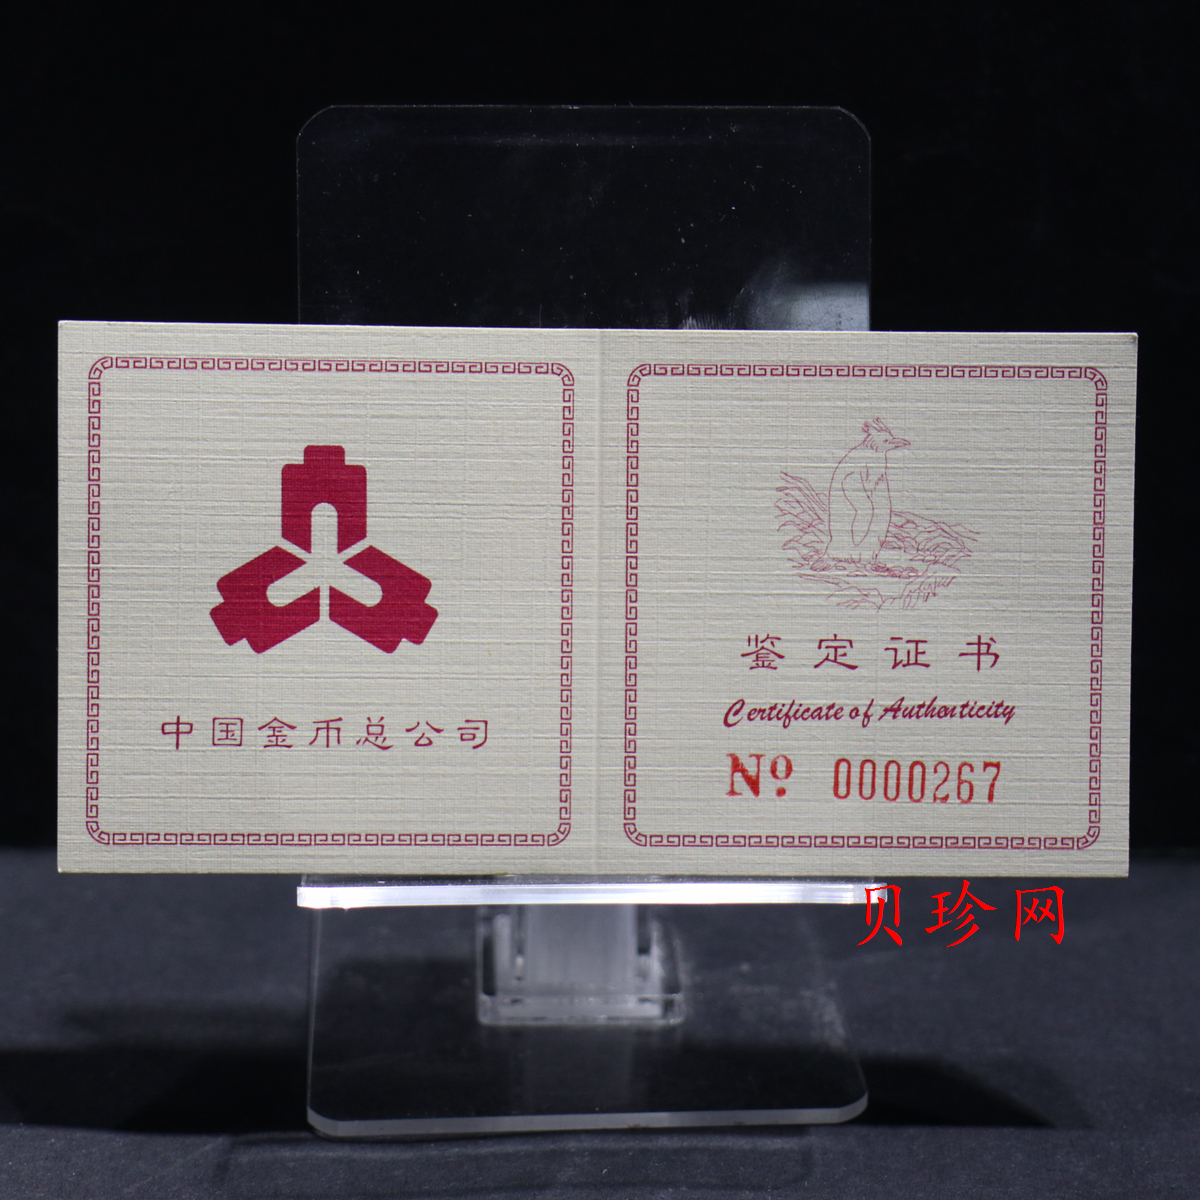 中国金币总公司
鉴定证书
Certificate of Authenticity
Nº 0000267
贝珍网